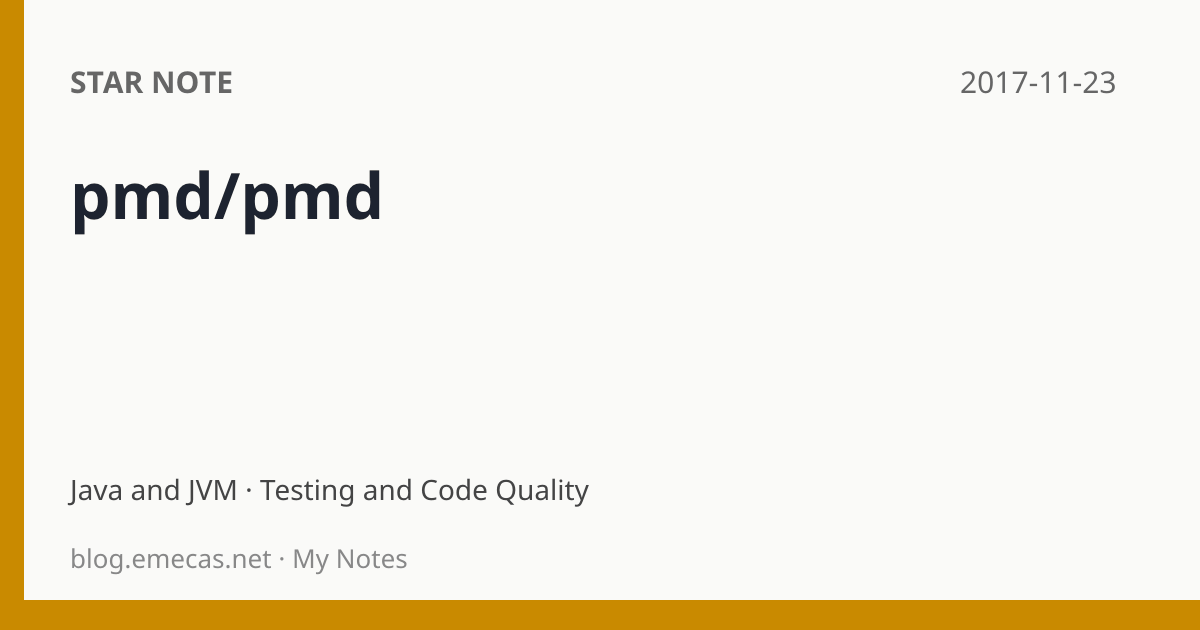 STAR NOTE
2017-11-23
pmd/pmd
Java and JVM · Testing and Code Quality
blog.emecas.net · My Notes